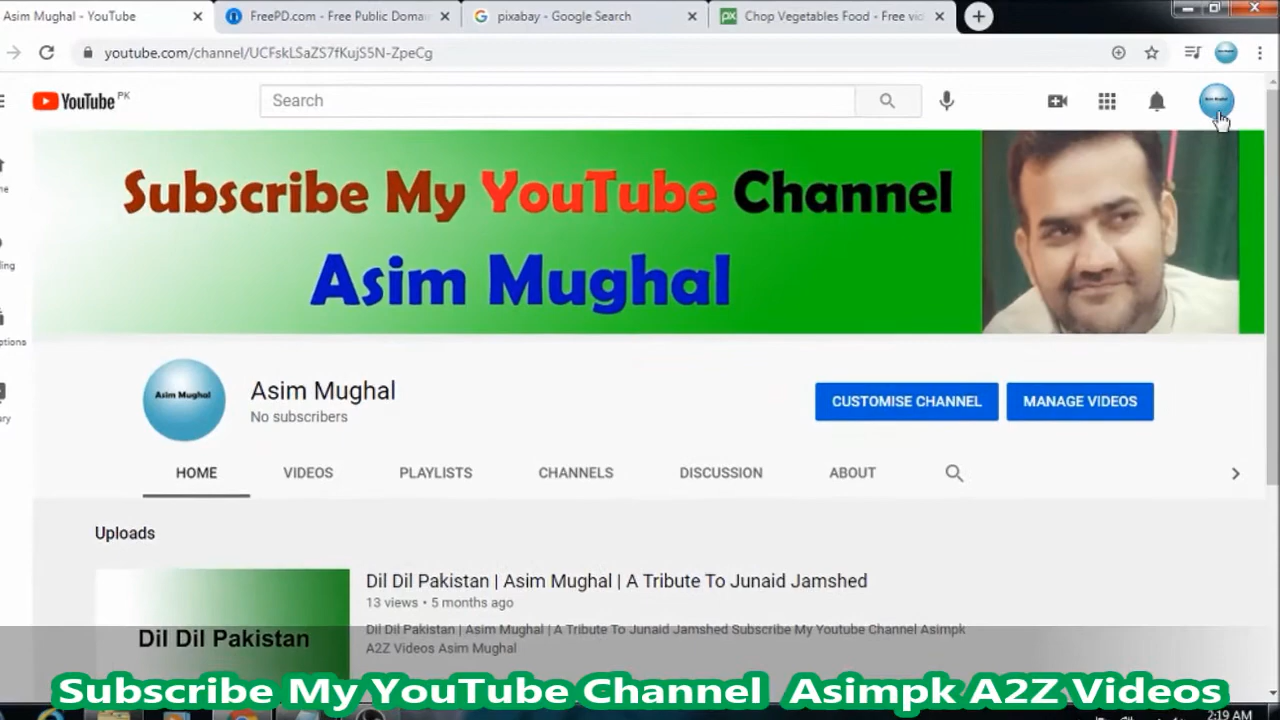 Asim Mughal - YouTube
FreePD.com - Free Public Domai
pixabay - Google Search
Chop Vegetables Food - Free vid
youtube.com/channel/UCFskLSaZS7fKujS5N-ZpeCg
YouTube PK
Search
Subscribe My YouTube Channel
Asim Mughal
Asim Mughal
Asim Mughal
No subscribers
CUSTOMISE CHANNEL
MANAGE VIDEOS
HOME
VIDEOS
PLAYLISTS
CHANNELS
DISCUSSION
ABOUT
Uploads
Dil Dil Pakistan | Asim Mughal | A Tribute To Junaid Jamshed
13 views • 5 months ago
Dil Dil Pakistan | Asim Mughal | A Tribute To Junaid Jamshed Subscribe My Youtube Channel Asimpk
A2Z Videos Asim Mughal
Dil Dil Pakistan
Subscribe My YouTube Channel Asimpk A2Z Videos
2:19 AM